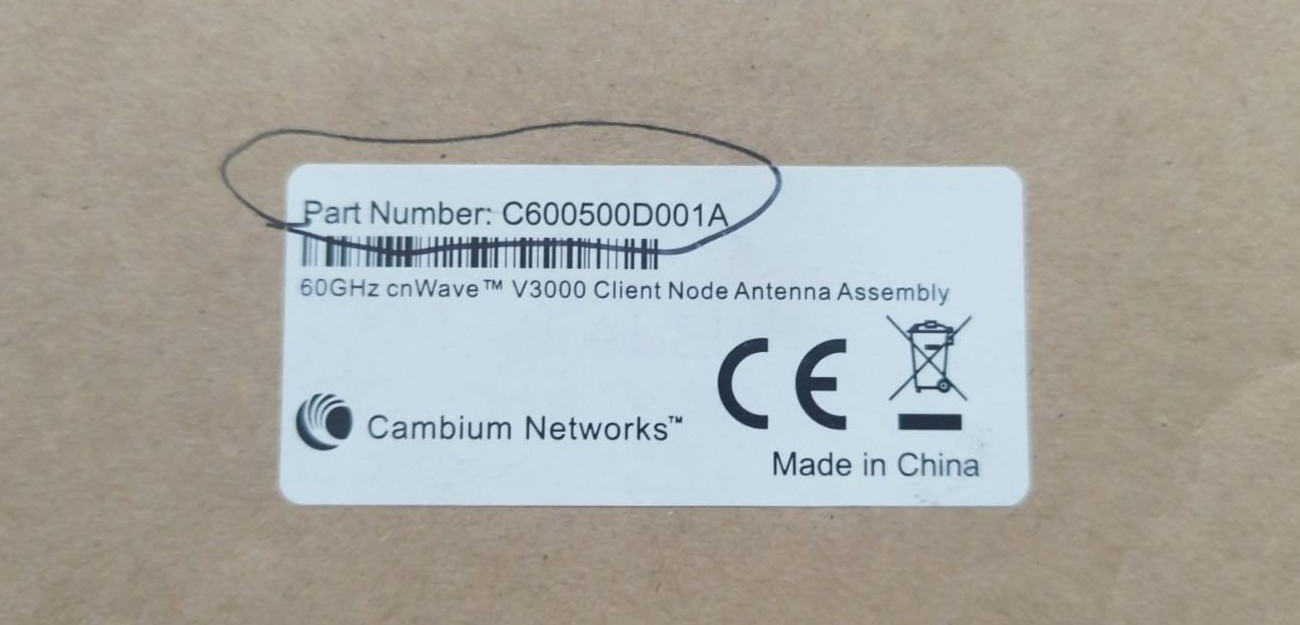 Part Number: C600500D001A
60GHz cnWave™ V3000 Client Node Antenna Assembly
CE
Cambium Networks™
Made in China